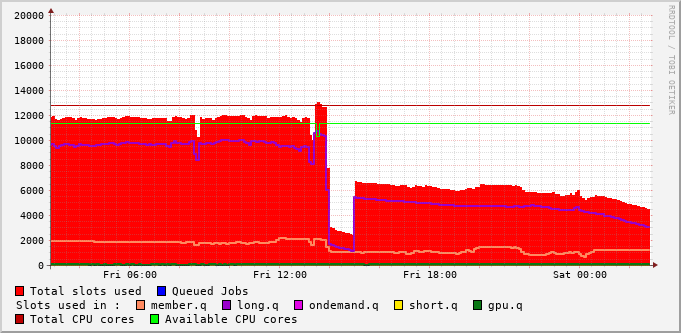 20000
18000
16000
14000
12000
10000
8000
6000
4000
2000
0
Fri 06:00 Fri 12:00 Fri 18:00 Sat 00:00
Total slots used Queued Jobs
Slots used in : member.q long.q ondemand.q short.q gpu.q
Total CPU cores Available CPU cores
RRDTOOL / TOBI OETIKER